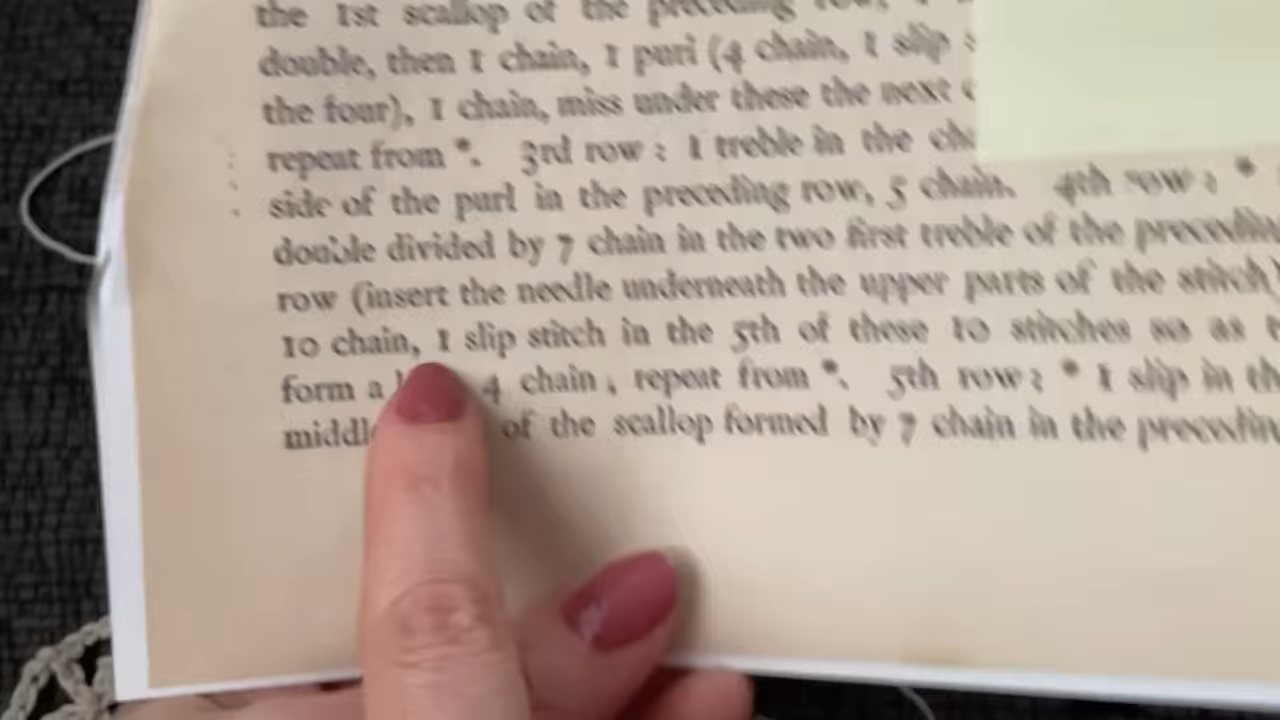 the 1st scallop of the preceding row, 1
double, then 1 chain, 1 purl (4 chain, 1 slip
the four), 1 chain, miss under these the next
repeat from *. 3rd row: 1 treble in the
side of the purl in the preceding row, 5 chain. 4th row: *
double divided by 7 chain in the two first treble of the
row (insert the needle underneath the upper parts of the stitch)
10 chain, 1 slip stitch in the 5th of these 10 stitches so as
form a 4 chain; repeat from *. 5th row: * 1 slip in
of the scallop formed by 7 chain in the